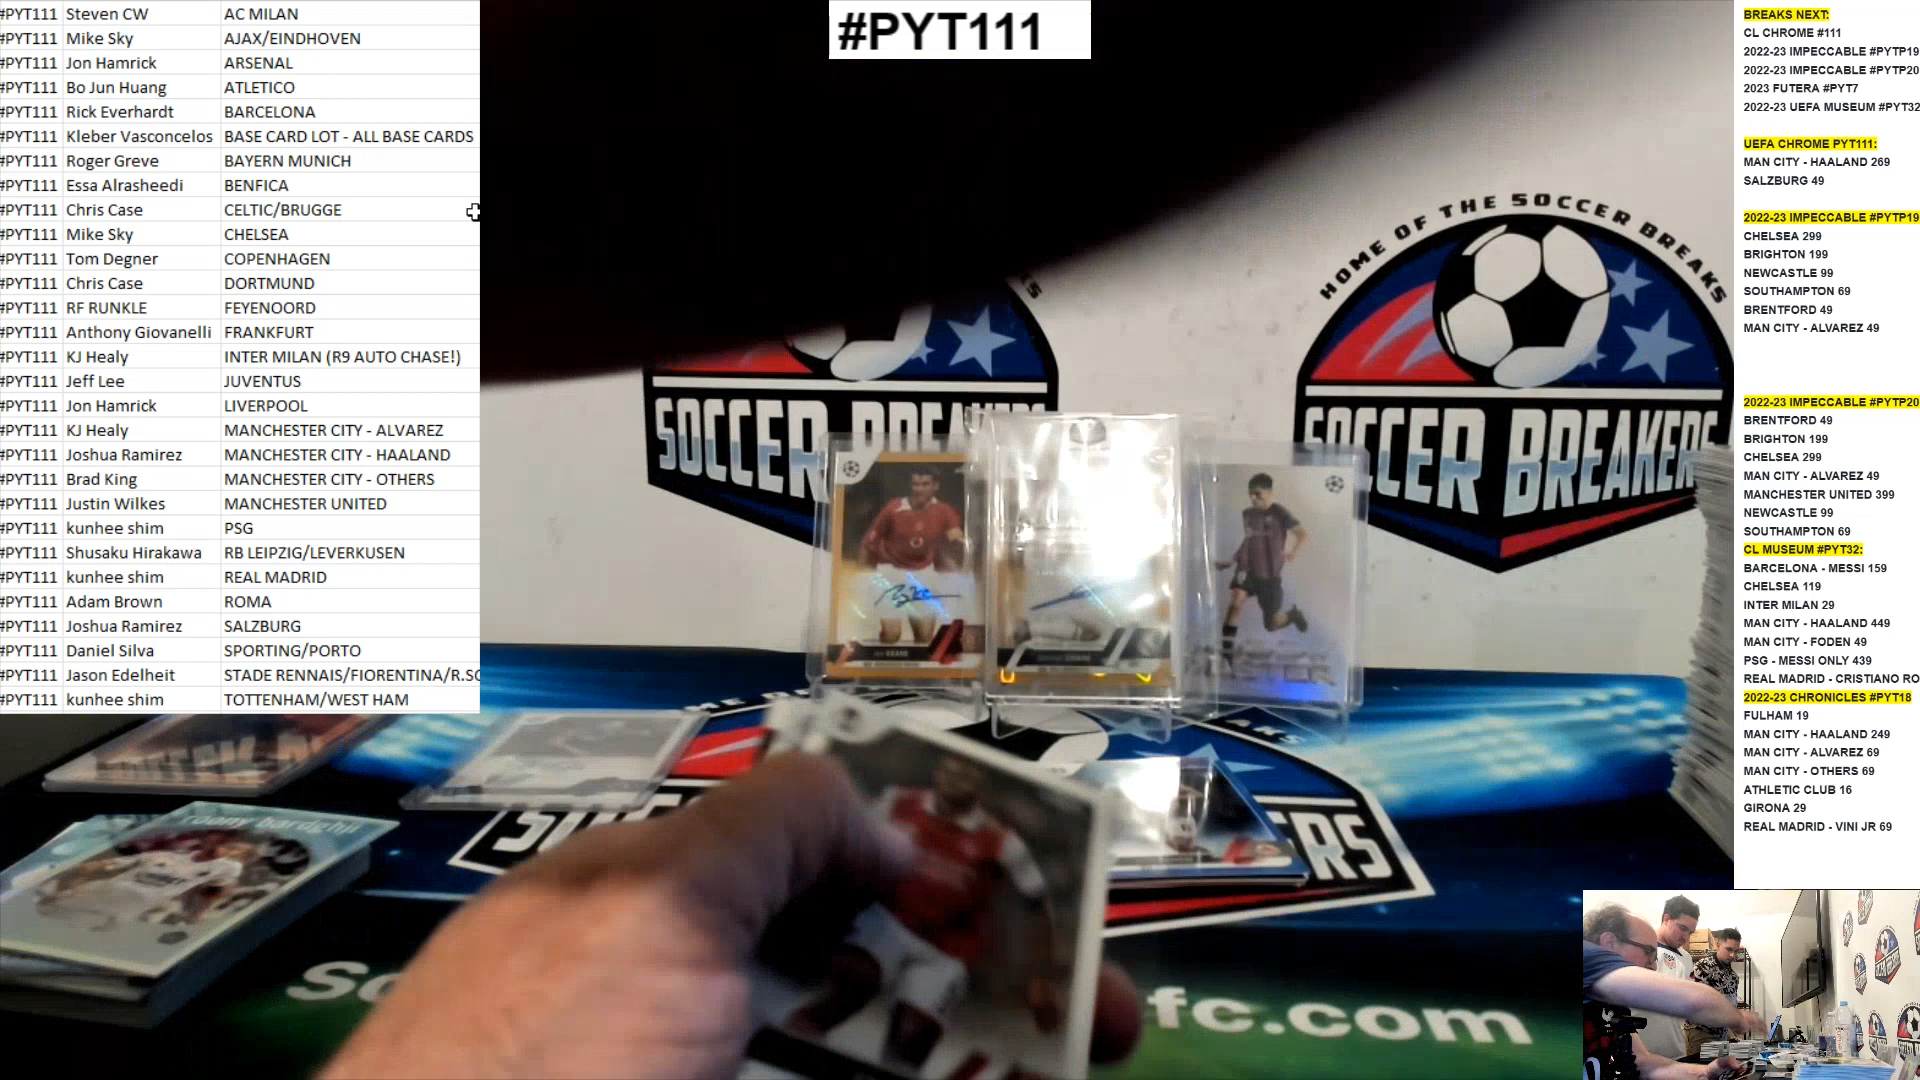 #PYT111 Steven CW AC MILAN
#PYT111 Mike Sky AJAX/EINDHOVEN
#PYT111 Jon Hamrick ARSENAL
#PYT111 Bo Jun Huang ATLETICO
#PYT111 Rick Everhardt BARCELONA
#PYT111 Kleber Vasconcelos BASE CARD LOT - ALL BASE CARDS
#PYT111 Roger Greve BAYERN MUNICH
#PYT111 Essa Alrasheedi BENFICA
#PYT111 Chris Case CELTIC/BRUGGE
#PYT111 Mike Sky CHELSEA
#PYT111 Tom Degner COPENHAGEN
#PYT111 Chris Case DORTMUND
#PYT111 RF RUNKLE FEYENOORD
#PYT111 Anthony Giovanelli FRANKFURT
#PYT111 KJ Healy INTER MILAN (R9 AUTO CHASE!)
#PYT111 Jeff Lee JUVENTUS
#PYT111 Jon Hamrick LIVERPOOL
#PYT111 KJ Healy MANCHESTER CITY - ALVAREZ
#PYT111 Joshua Ramirez MANCHESTER CITY - HAALAND
#PYT111 Brad King MANCHESTER CITY - OTHERS
#PYT111 Justin Wilkes MANCHESTER UNITED
#PYT111 kunhee shim PSG
#PYT111 Shusaku Hirakawa RB LEIPZIG/LEVERKUSEN
#PYT111 kunhee shim REAL MADRID
#PYT111 Adam Brown ROMA
#PYT111 Joshua Ramirez SALZBURG
#PYT111 Daniel Silva SPORTING/PORTO
#PYT111 Jason Edelheit STADE RENNAIS/FIORENTINA/R.SC
#PYT111 kunhee shim TOTTENHAM/WEST HAM
#PYT111
HOME OF THE SOCCER BREAKS
SOCCER BREAKERS
SOCCER BREAKERS
fc.com
BREAKS NEXT:
CL CHROME #111
2022-23 IMPECCABLE #PYTP19
2022-23 IMPECCABLE #PYTP20
2023 FUTERA #PYT7
2022-23 UEFA MUSEUM #PYT32
UEFA CHROME PYT111:
MAN CITY - HAALAND 269
SALZBURG 49
2022-23 IMPECCABLE #PYTP19
CHELSEA 299
BRIGHTON 199
NEWCASTLE 99
SOUTHAMPTON 69
BRENTFORD 49
MAN CITY - ALVAREZ 49
2022-23 IMPECCABLE #PYTP20
BRENTFORD 49
BRIGHTON 199
CHELSEA 299
MAN CITY - ALVAREZ 49
MANCHESTER UNITED 399
NEWCASTLE 99
SOUTHAMPTON 69
CL MUSEUM #PYT32:
BARCELONA - MESSI 159
CHELSEA 119
INTER MILAN 29
MAN CITY - HAALAND 449
MAN CITY - FODEN 49
PSG - MESSI ONLY 439
REAL MADRID - CRISTIANO RO
2022-23 CHRONICLES #PYT18
FULHAM 19
MAN CITY - HAALAND 249
MAN CITY - ALVAREZ 69
MAN CITY - OTHERS 69
ATHLETIC CLUB 16
GIRONA 29
REAL MADRID - VINI JR 69